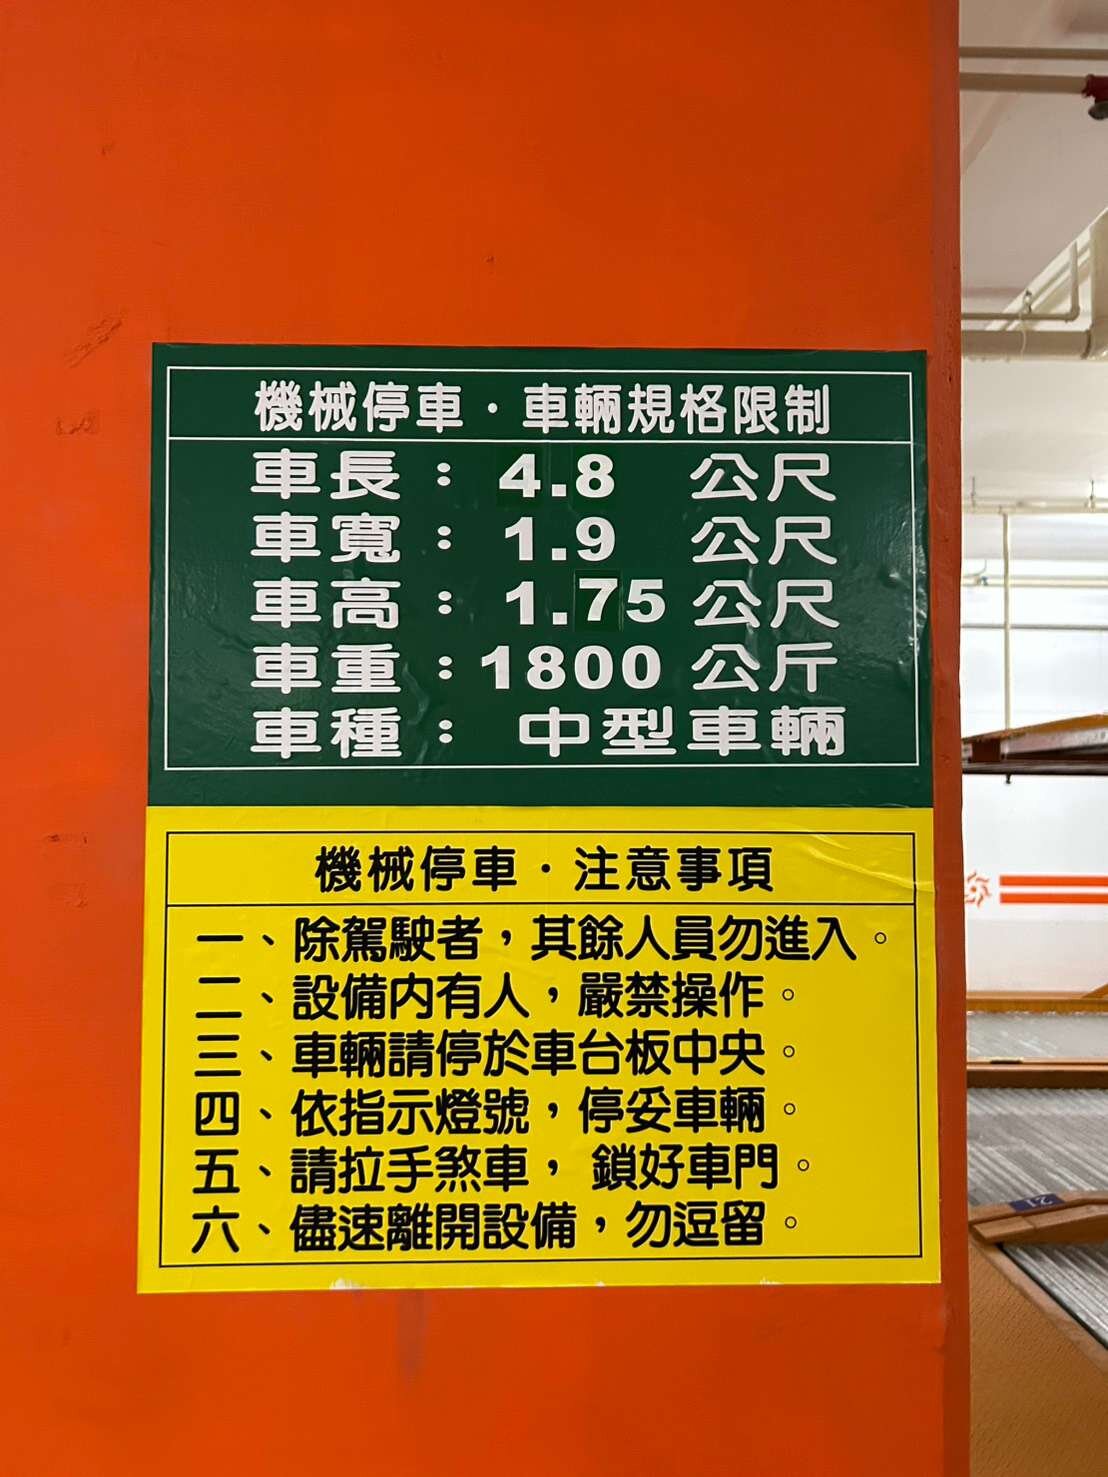 機械停車．車輛規格限制
車長：4.8 公尺
車寬：1.9 公尺
車高：1.75 公尺
車重：1800 公斤
車種：中型車輛
機械停車．注意事項
一、除駕駛者，其餘人員勿進入。
二、設備內有人，嚴禁操作。
三、車輛請停於車台板中央。
四、依指示燈號，停妥車輛。
五、請拉手煞車， 鎖好車門。
六、儘速離開設備，勿逗留。
21